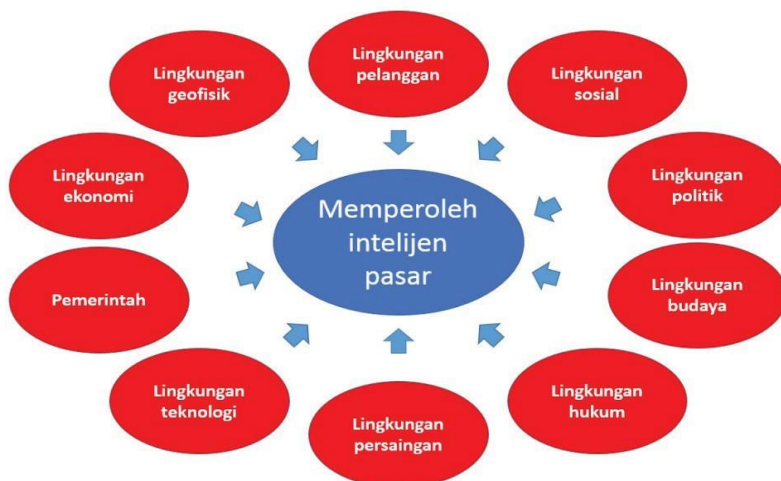 Lingkungan
pelanggan
Lingkungan
geofisik
Lingkungan
sosial
Lingkungan
ekonomi
Lingkungan
politik
Memperoleh
intelijen
pasar
Pemerintah
Lingkungan
budaya
Lingkungan
teknologi
Lingkungan
hukum
Lingkungan
persaingan